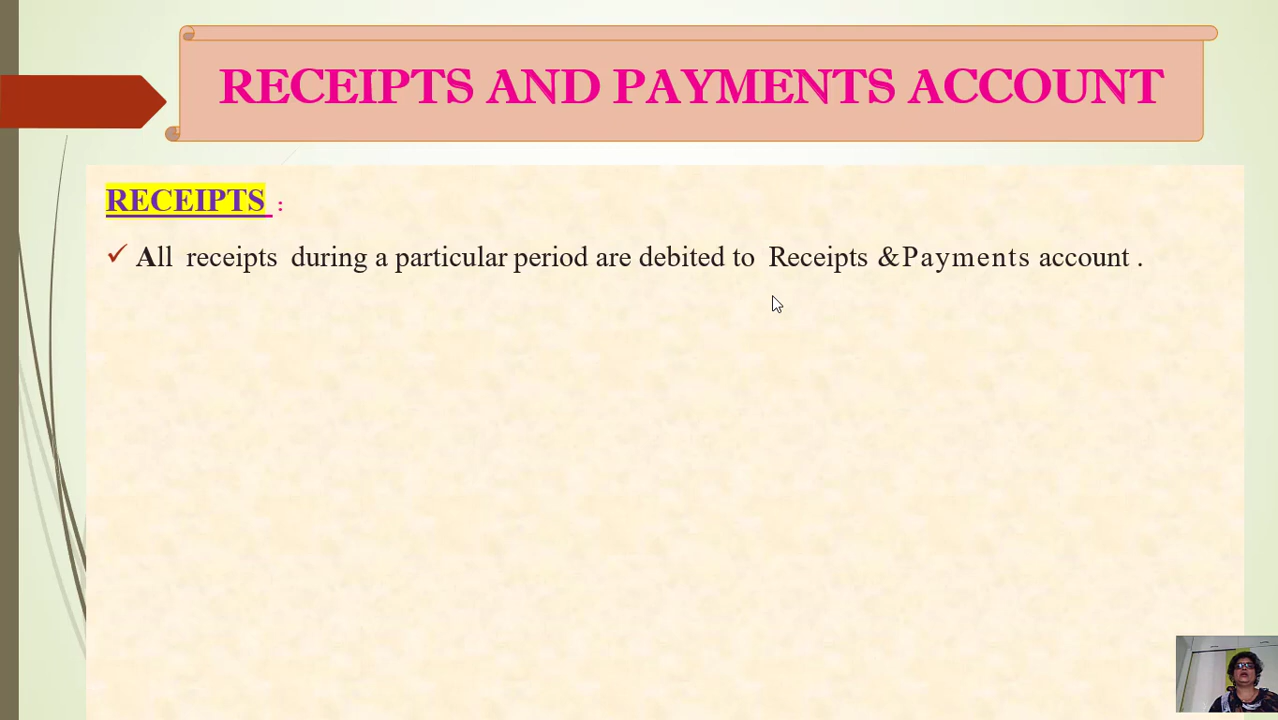 RECEIPTS AND PAYMENTS ACCOUNT
RECEIPTS :
All receipts during a particular period are debited to Receipts &Payments account .